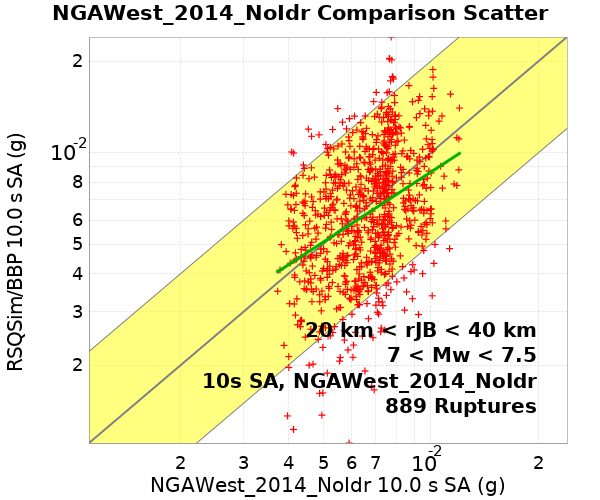 NGAWest_2014_NoIdr Comparison Scatter
RSQSim/BBP 10.0 s SA (g)
2
10-2
8
6
5
4
3
2
20 km < rJB < 40 km
7 < Mw < 7.5
10s SA, NGAWest_2014_NoIdr
889 Ruptures
2 3 4 5 6 7 10-2 2
NGAWest_2014_NoIdr 10.0 s SA (g)